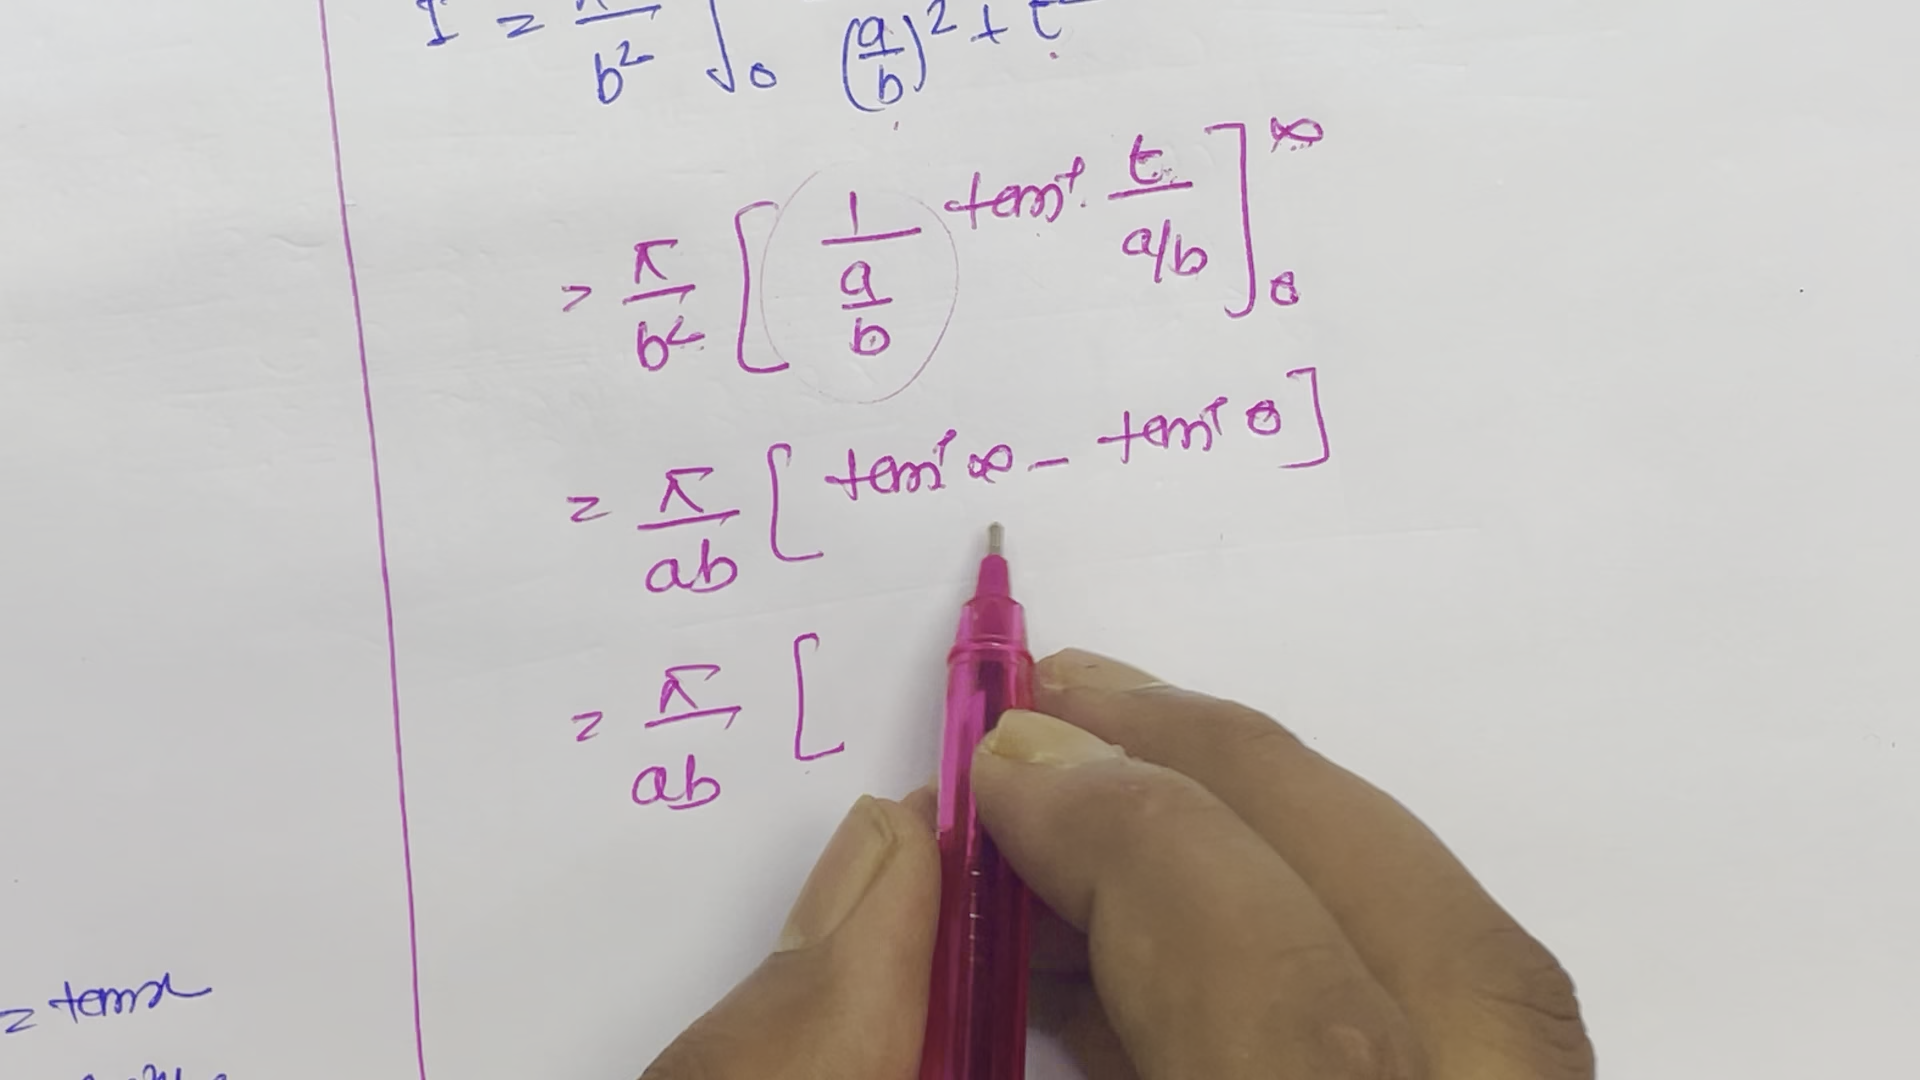 I = π/b² ∫₀ (a/b)² + t
= π/b² [ 1/(a/b) tan⁻¹ t/(a/b) ]₀^∞
= π/ab [ tan⁻¹ ∞ - tan⁻¹ 0 ]
= π/ab [
= tanx